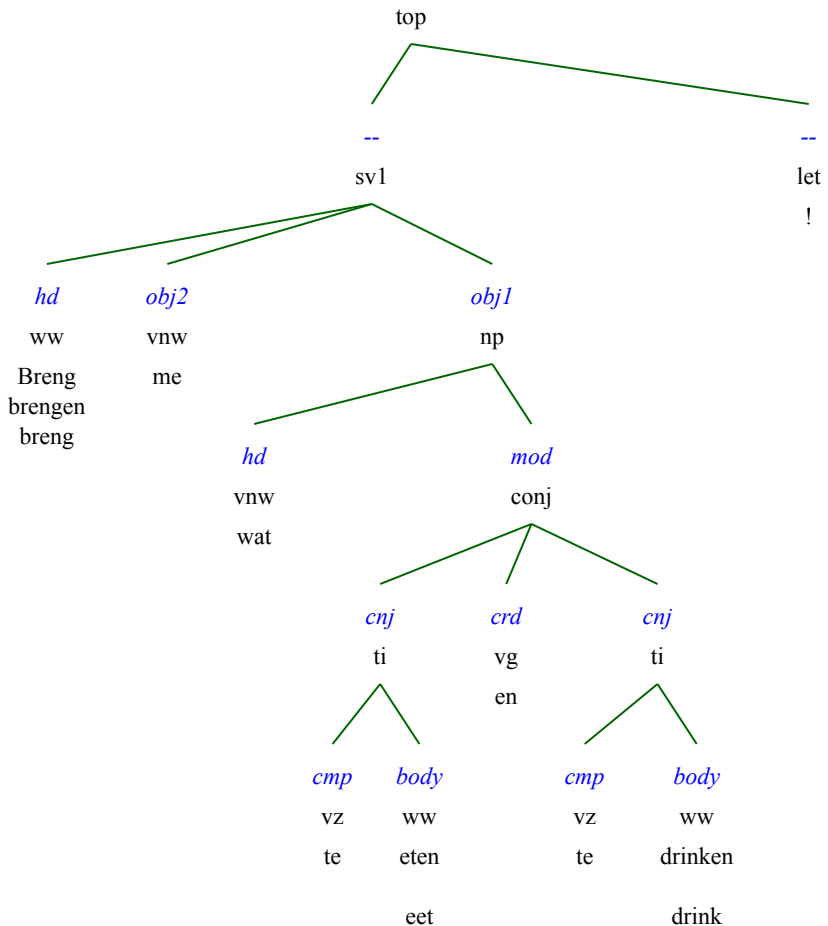 top
-- --
sv1 let
!
hd obj2 obj1
ww vnw np
Breng me
brengen
breng
hd mod
vnw conj
wat
cnj crd cnj
ti vg ti
en
cmp body cmp body
vz ww vz ww
te eten te drinken
eet drink